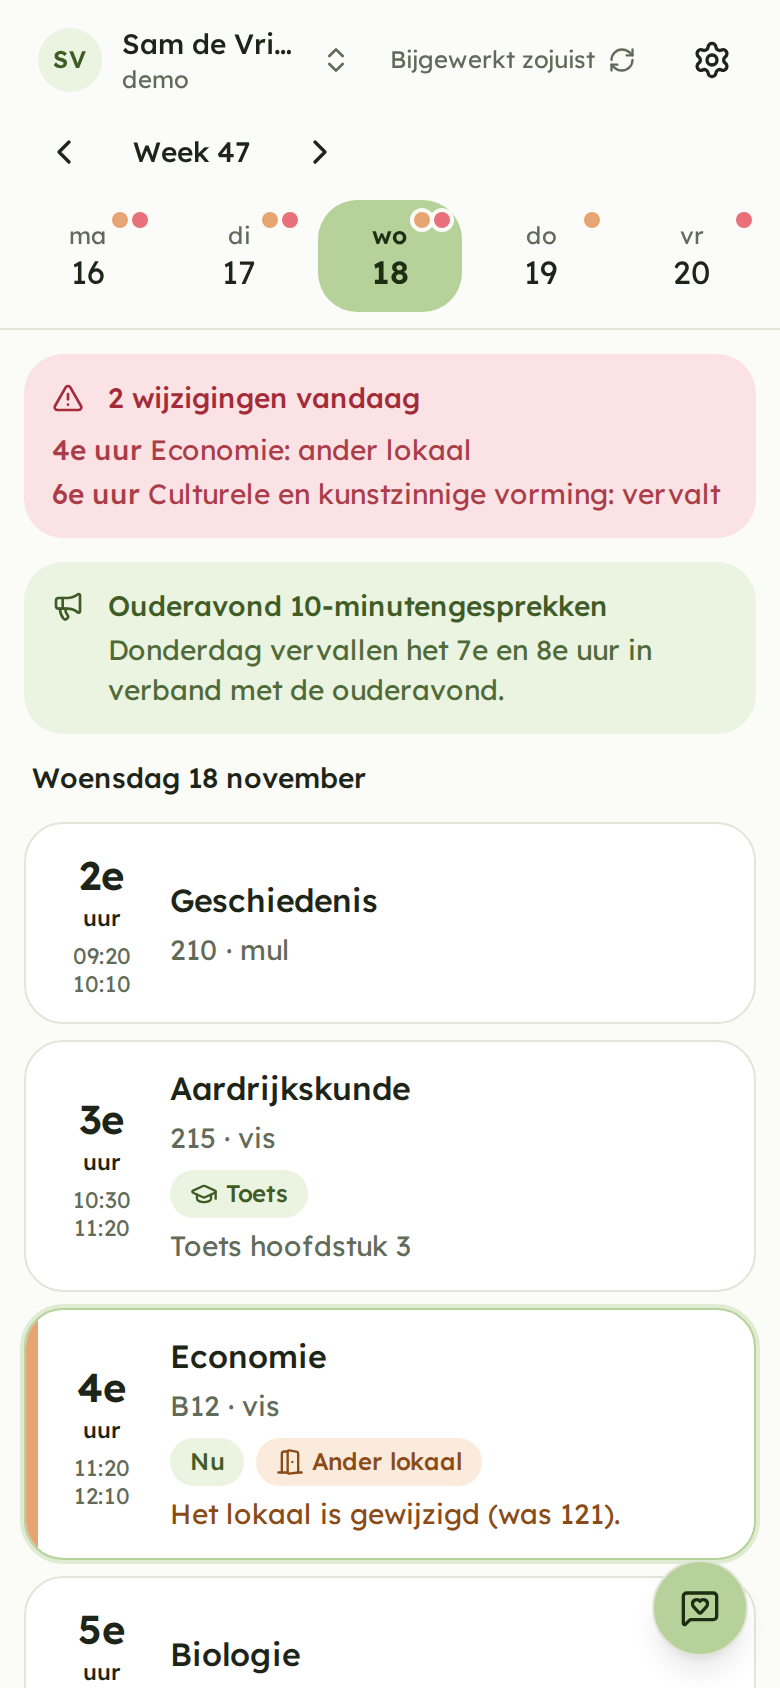 SV
Sam de Vri...
demo
Bijgewerkt zojuist
Week 47
ma
16
di
17
wo
18
do
19
vr
20
2 wijzigingen vandaag
4e uur Economie: ander lokaal
6e uur Culturele en kunstzinnige vorming: vervalt
Ouderavond 10-minutengesprekken
Donderdag vervallen het 7e en 8e uur in
verband met de ouderavond.
Woensdag 18 november
2e
uur
09:20
10:10
Geschiedenis
210 · mul
3e
uur
10:30
11:20
Aardrijkskunde
215 · vis
Toets
Toets hoofdstuk 3
4e
uur
11:20
12:10
Economie
B12 · vis
Nu
Ander lokaal
Het lokaal is gewijzigd (was 121).
5e
uur
Biologie